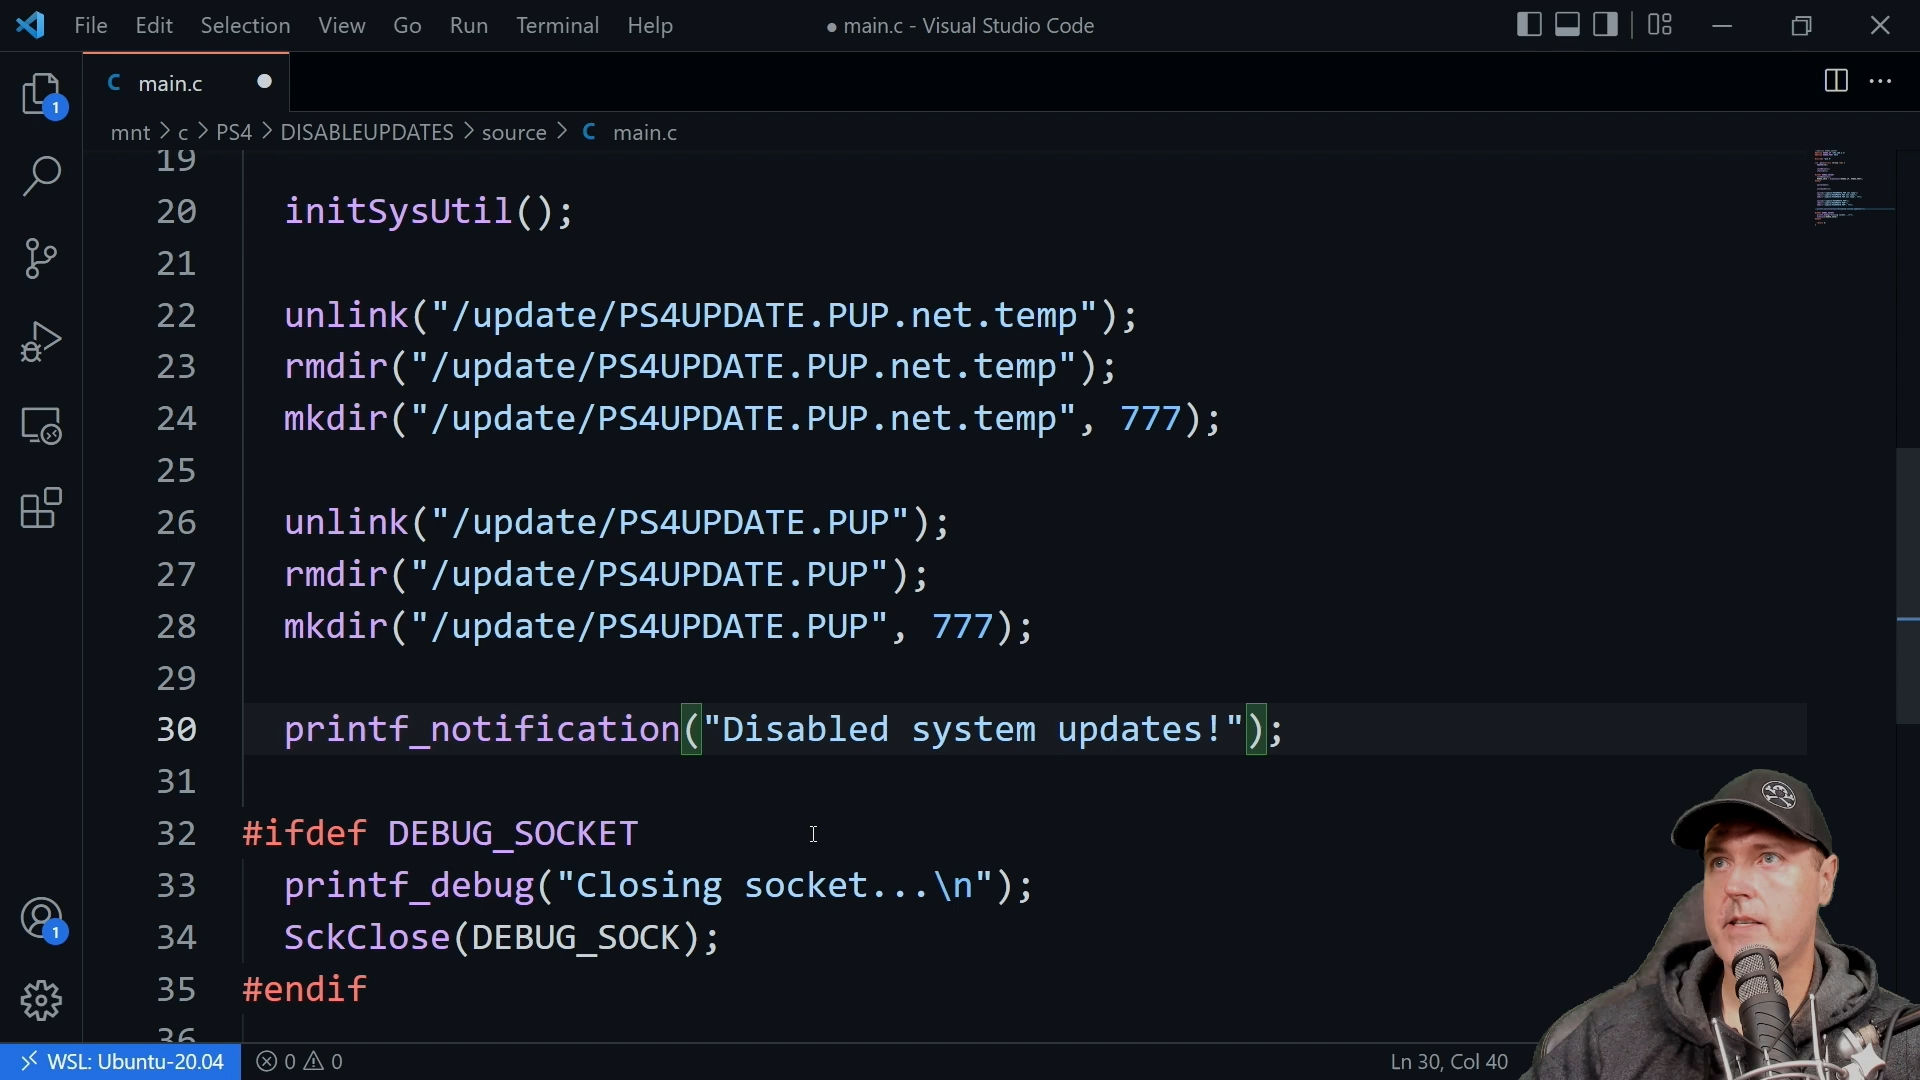 File Edit Selection View Go Run Terminal Help
● main.c - Visual Studio Code
C main.c ●
1
mnt > c > PS4 > DISABLEUPDATES > source > C main.c
19
20 initSysUtil();
21
22 unlink("/update/PS4UPDATE.PUP.net.temp");
23 rmdir("/update/PS4UPDATE.PUP.net.temp");
24 mkdir("/update/PS4UPDATE.PUP.net.temp", 777);
25
26 unlink("/update/PS4UPDATE.PUP");
27 rmdir("/update/PS4UPDATE.PUP");
28 mkdir("/update/PS4UPDATE.PUP", 777);
29
30 printf_notification("Disabled system updates!");
31
32 #ifdef DEBUG_SOCKET
33 printf_debug("Closing socket...\n");
34 SckClose(DEBUG_SOCK);
35 #endif
36
1
WSL: Ubuntu-20.04 0 0 Ln 30, Col 40